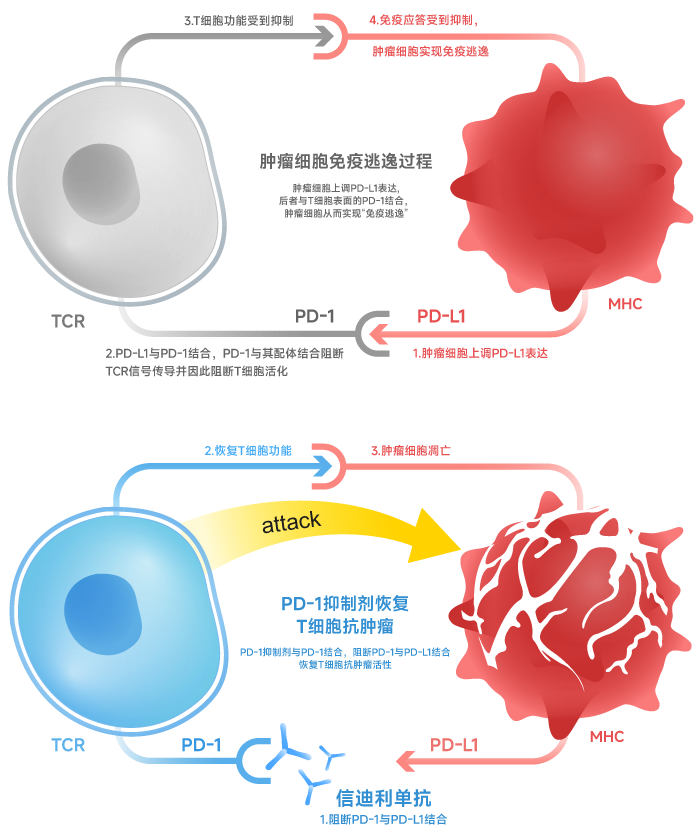 3.T细胞功能受到抑制
4.免疫应答受到抑制，
肿瘤细胞实现免疫逃逸
肿瘤细胞免疫逃逸过程
肿瘤细胞上调PD-L1表达，
后者与T细胞表面的PD-1结合，
肿瘤细胞从而实现"免疫逃逸"
TCR
PD-1
PD-L1
MHC
2.PD-L1与PD-1结合，PD-1与其配体结合阻断
TCR信号传导并因此阻断T细胞活化
1.肿瘤细胞上调PD-L1表达
2.恢复T细胞功能
3.肿瘤细胞凋亡
attack
PD-1抑制剂恢复
T细胞抗肿瘤
PD-1抑制剂与PD-1结合，阻断PD-1与PD-L1结合
恢复T细胞抗肿瘤活性
TCR
PD-1
PD-L1
MHC
信迪利单抗
1.阻断PD-1与PD-L1结合